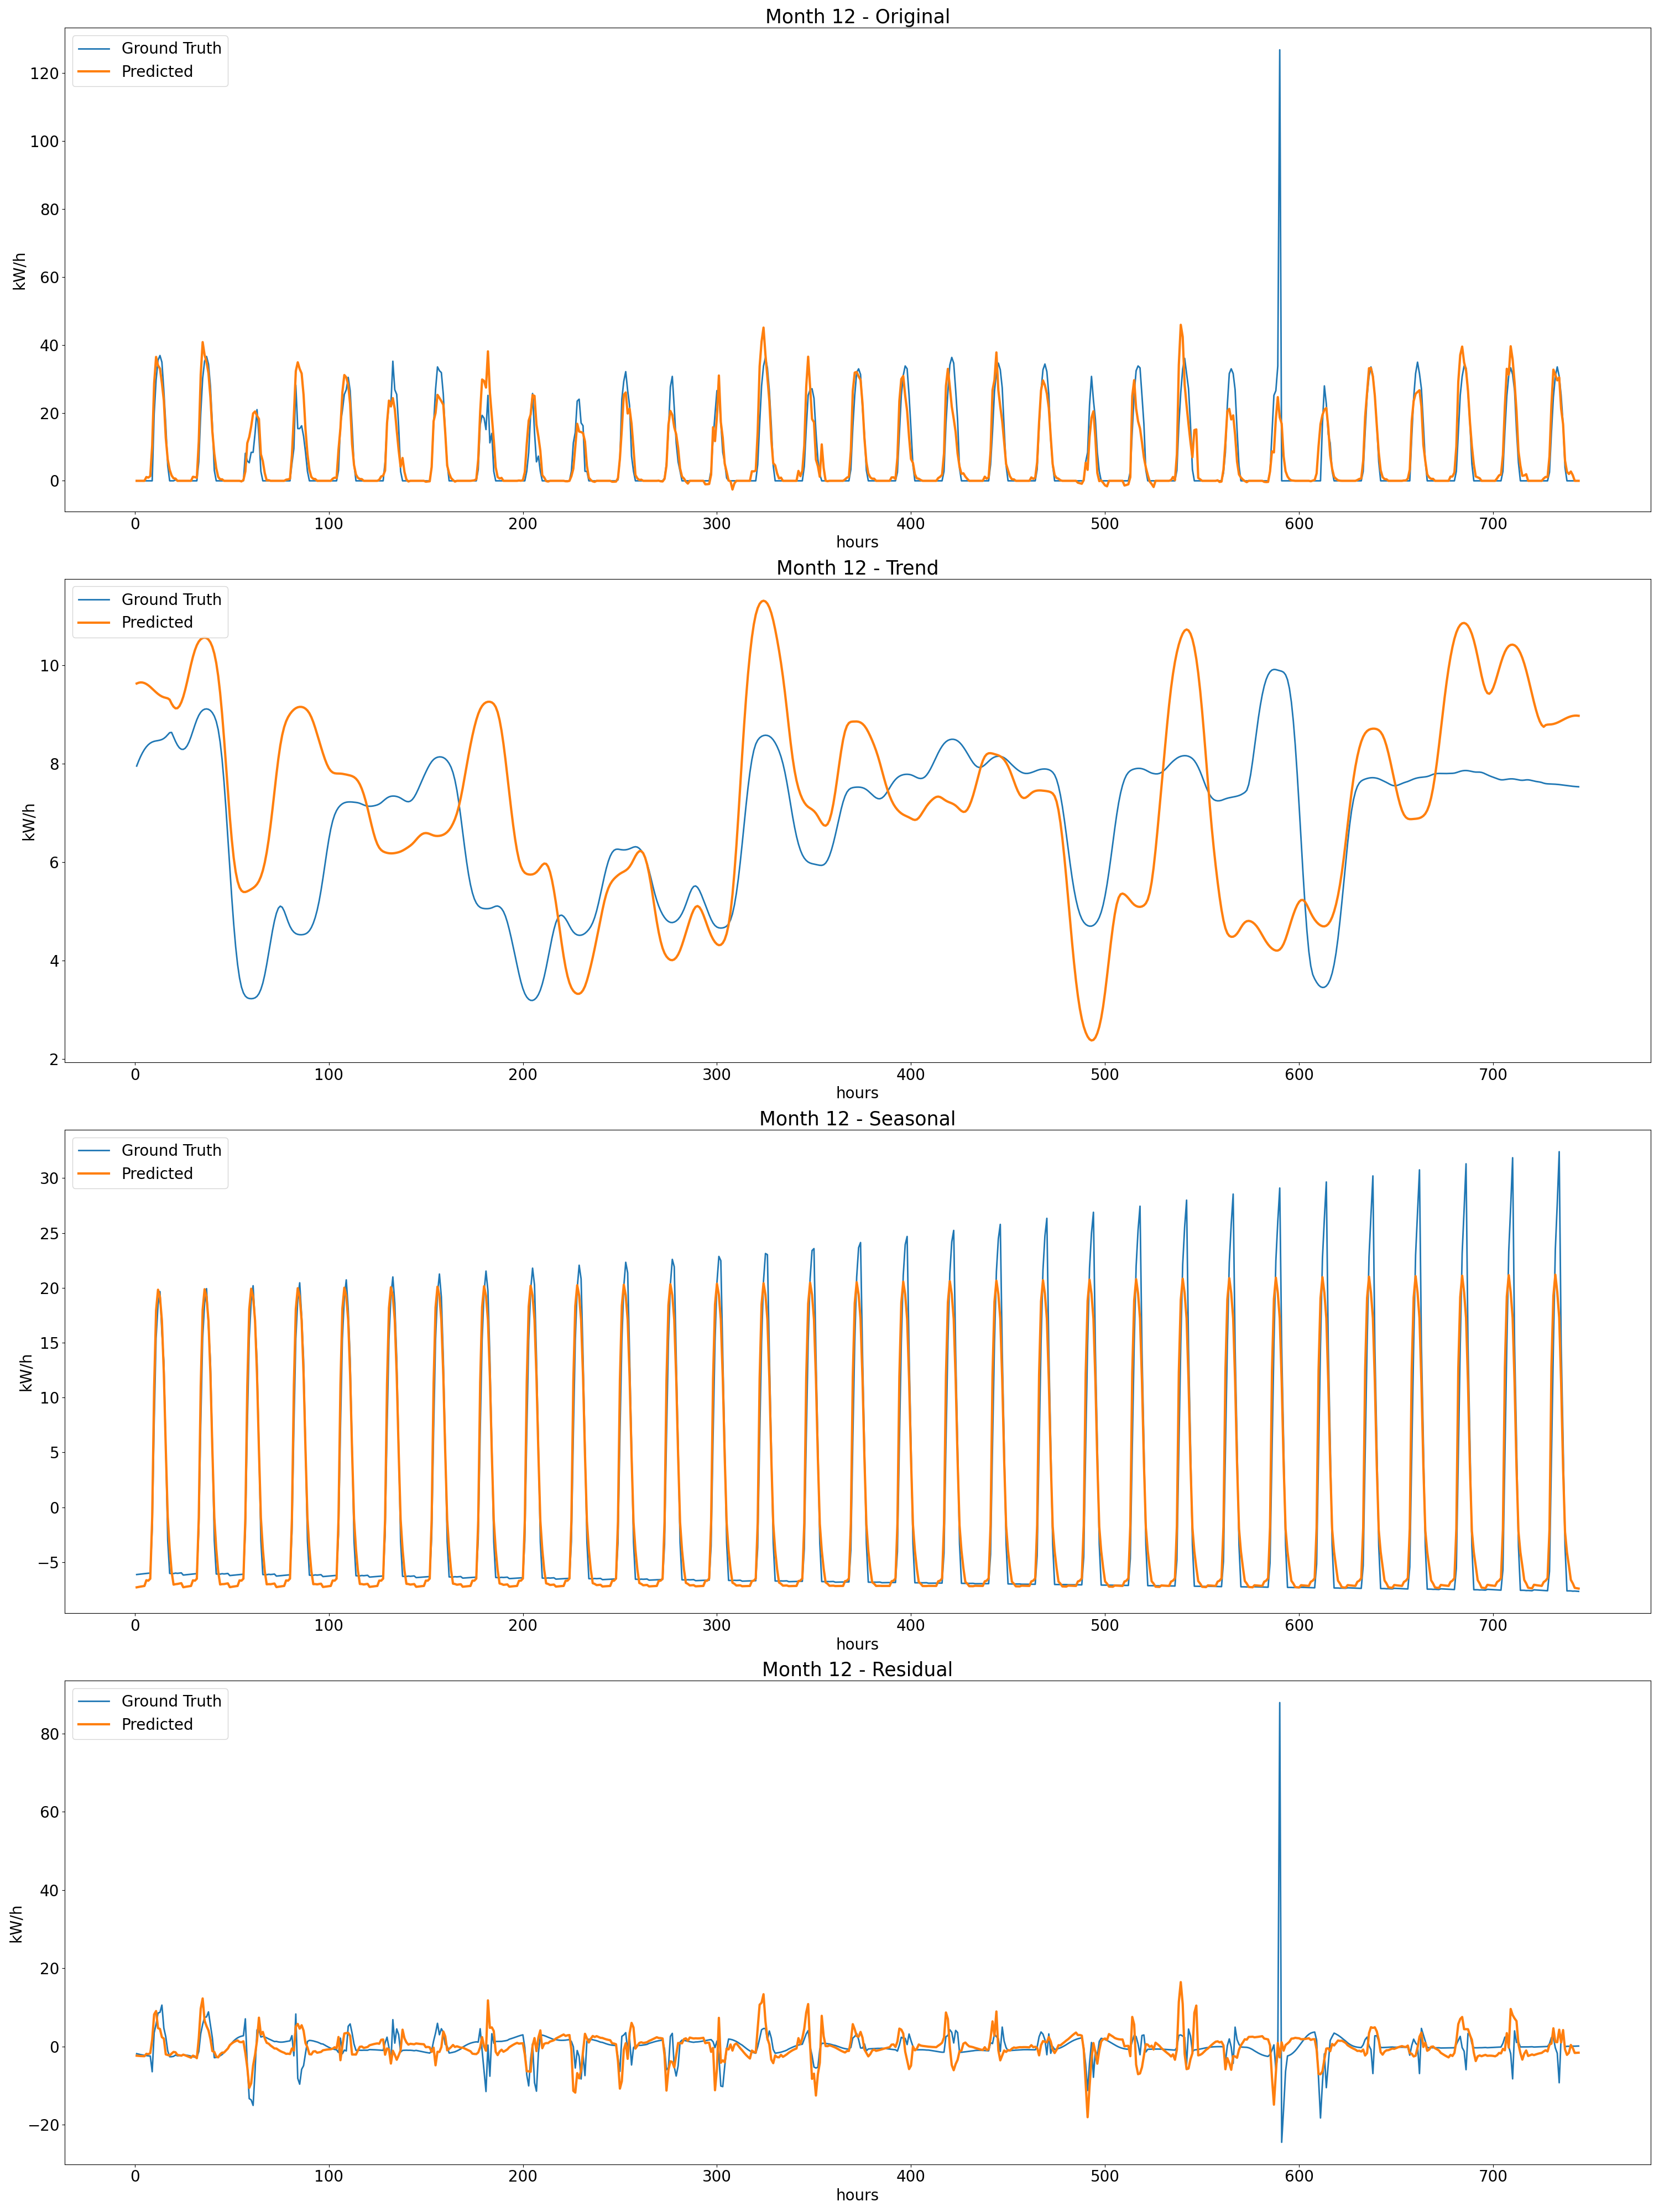 Month 12 - Original
Ground Truth
Predicted
120
100
80
60
40
20
0
kW/h
0 100 200 300 400 500 600 700
hours
Month 12 - Trend
Ground Truth
Predicted
10
8
6
4
2
kW/h
0 100 200 300 400 500 600 700
hours
Month 12 - Seasonal
Ground Truth
Predicted
30
25
20
15
10
5
0
−5
kW/h
0 100 200 300 400 500 600 700
hours
Month 12 - Residual
Ground Truth
Predicted
80
60
40
20
0
−20
kW/h
0 100 200 300 400 500 600 700
hours